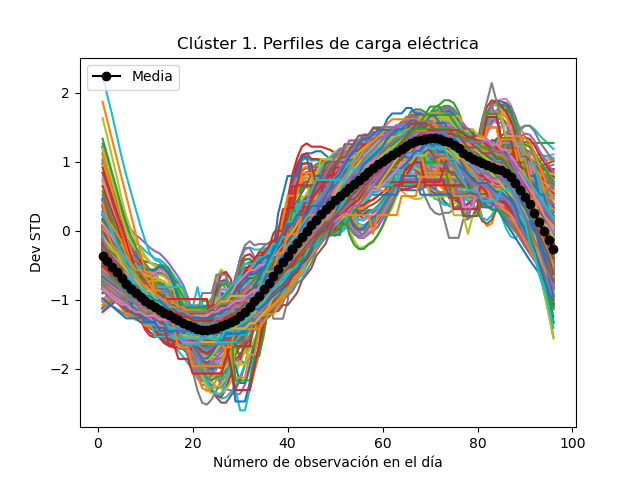 Clúster 1. Perfiles de carga eléctrica
Media
Dev STD
2
1
0
−1
−2
0 20 40 60 80 100
Número de observación en el día